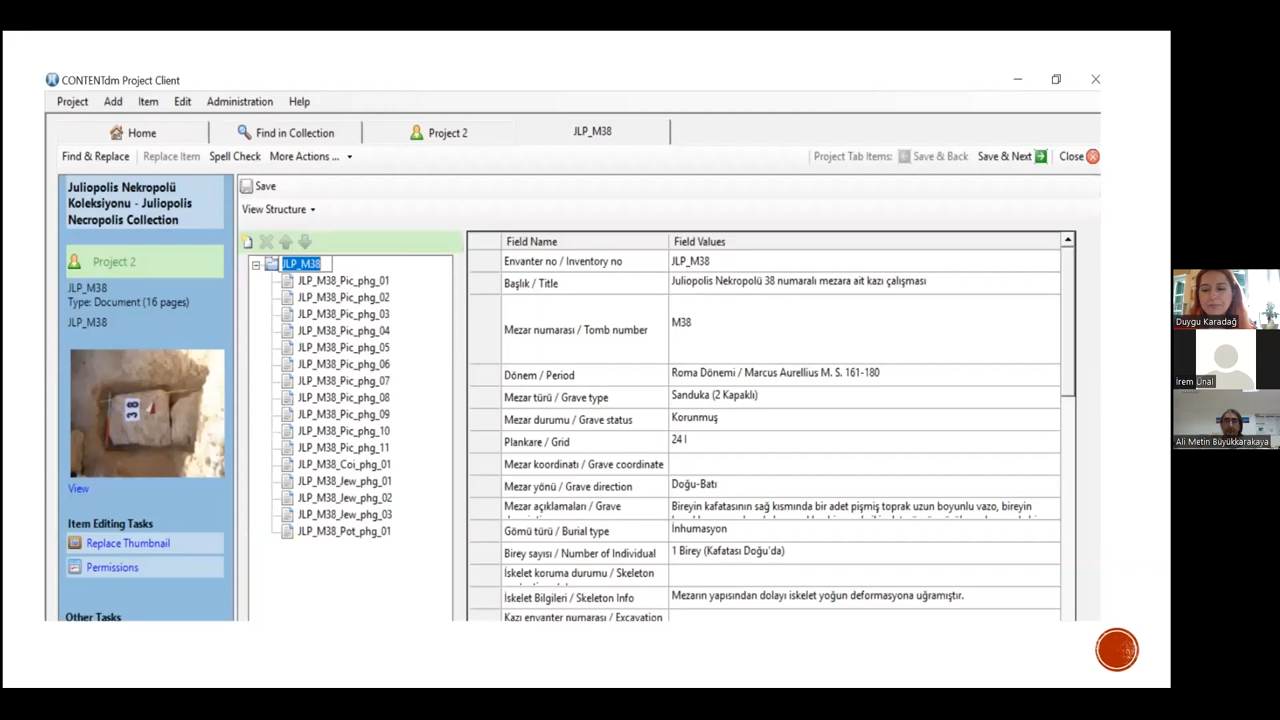 CONTENTdm Project Client
Project Add Item Edit Administration Help
Home Find in Collection Project 2 JLP_M38
Find & Replace Replace Item Spell Check More Actions ... Project Tab Items: Save & Back Save & Next Close
Juliopolis Nekropolü
Koleksiyonu - Juliopolis
Necropolis Collection
Project 2
JLP_M38
Type: Document (16 pages)
JLP_M38
38
View
Item Editing Tasks
Replace Thumbnail
Permissions
Other Tasks
Save
View Structure
JLP_M38
JLP_M38_Pic_phg_01
JLP_M38_Pic_phg_02
JLP_M38_Pic_phg_03
JLP_M38_Pic_phg_04
JLP_M38_Pic_phg_05
JLP_M38_Pic_phg_06
JLP_M38_Pic_phg_07
JLP_M38_Pic_phg_08
JLP_M38_Pic_phg_09
JLP_M38_Pic_phg_10
JLP_M38_Pic_phg_11
JLP_M38_Coi_phg_01
JLP_M38_Jew_phg_01
JLP_M38_Jew_phg_02
JLP_M38_Jew_phg_03
JLP_M38_Pot_phg_01
Field Name Field Values
Envanter no / Inventory no JLP_M38
Başlık / Title Juliopolis Nekropolü 38 numaralı mezara ait kazı çalışması
Mezar numarası / Tomb number M38
Dönem / Period Roma Dönemi / Marcus Aurellius M. S. 161-180
Mezar türü / Grave type Sanduka (2 Kapaklı)
Mezar durumu / Grave status Korunmuş
Plankare / Grid 24 I
Mezar koordinatı / Grave coordinate
Mezar yönü / Grave direction Doğu-Batı
Mezar açıklamaları / Grave Bireyin kafatasının sağ kısmında bir adet pişmiş toprak uzun boyunlu vazo, bireyin
Gömü türü / Burial type İnhumasyon
Birey sayısı / Number of Individual 1 Birey (Kafatası Doğu'da)
İskelet koruma durumu / Skeleton
İskelet Bilgileri / Skeleton Info Mezarın yapısından dolayı iskelet yoğun deformasyona uğramıştır.
Kazı envanter numarası / Excavation
Duygu Karadağ
İrem Ünal
Ali Metin Büyükkarakaya